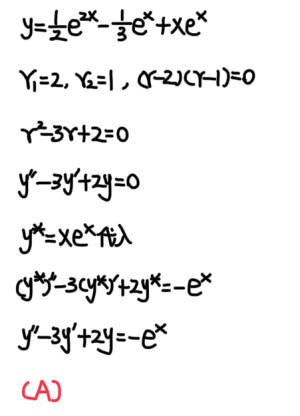 y=1/2e^{2x}-1/3e^x+xe^x
r₁=2, r₂=1, (r-2)(r-1)=0
r²-3r+2=0
y''-3y'+2y=0
y*=xe^x代入
(y*)''-3(y*)'+2y*=-e^x
y''-3y'+2y=-e^x
(A)